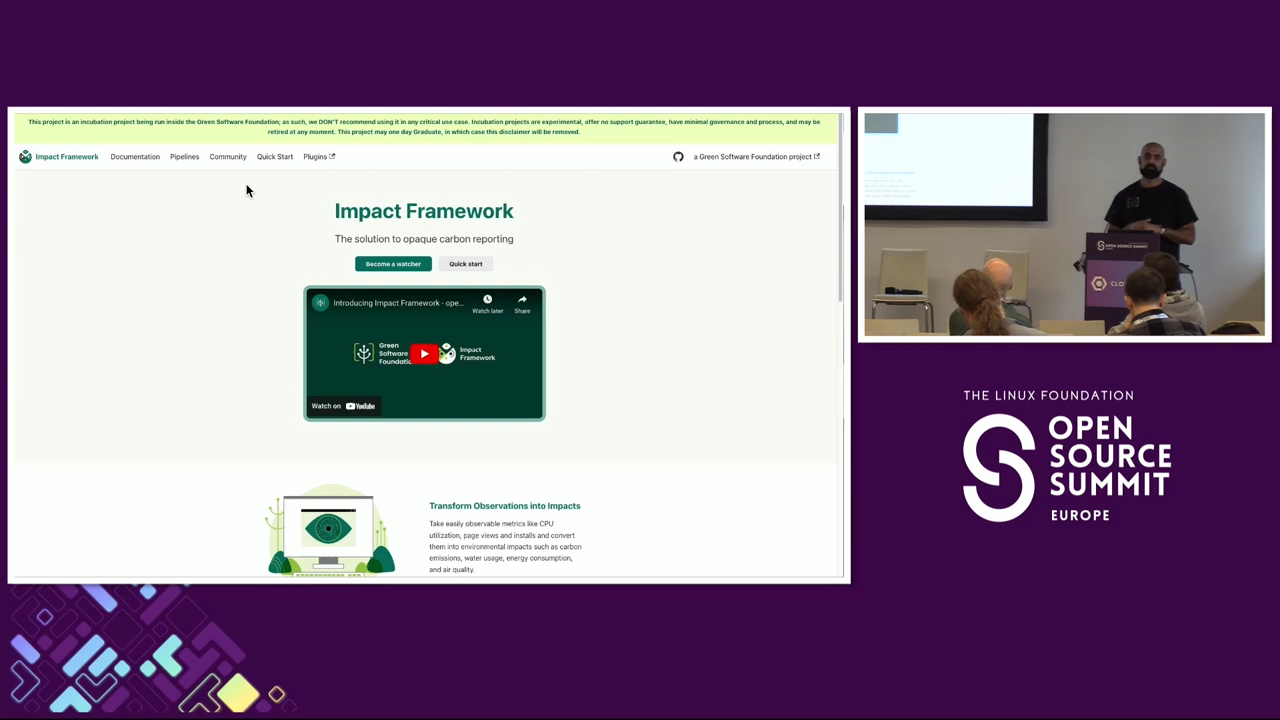 This project is an incubation project being run inside the Green Software Foundation; as such, we DON'T recommend using it in any critical use case. Incubation projects are experimental, offer no support guarantee, have minimal governance and process, and may be
retired at any moment. This project may one day Graduate, in which case this disclaimer will be removed.
Impact Framework
Documentation
Pipelines
Community
Quick Start
Plugins
a Green Software Foundation project
Impact Framework
The solution to opaque carbon reporting
Become a watcher
Quick start
Introducing Impact Framework - ope...
Watch later
Share
Green
Software
Impact
Framework
Watch on YouTube
Transform Observations into Impacts
Take easily observable metrics like CPU
utilization, page views and installs and convert
them into environmental impacts such as carbon
emissions, water usage, energy consumption,
and air quality.
OPEN SOURCE SUMMIT
THE LINUX FOUNDATION
OPEN
SOURCE
SUMMIT
EUROPE